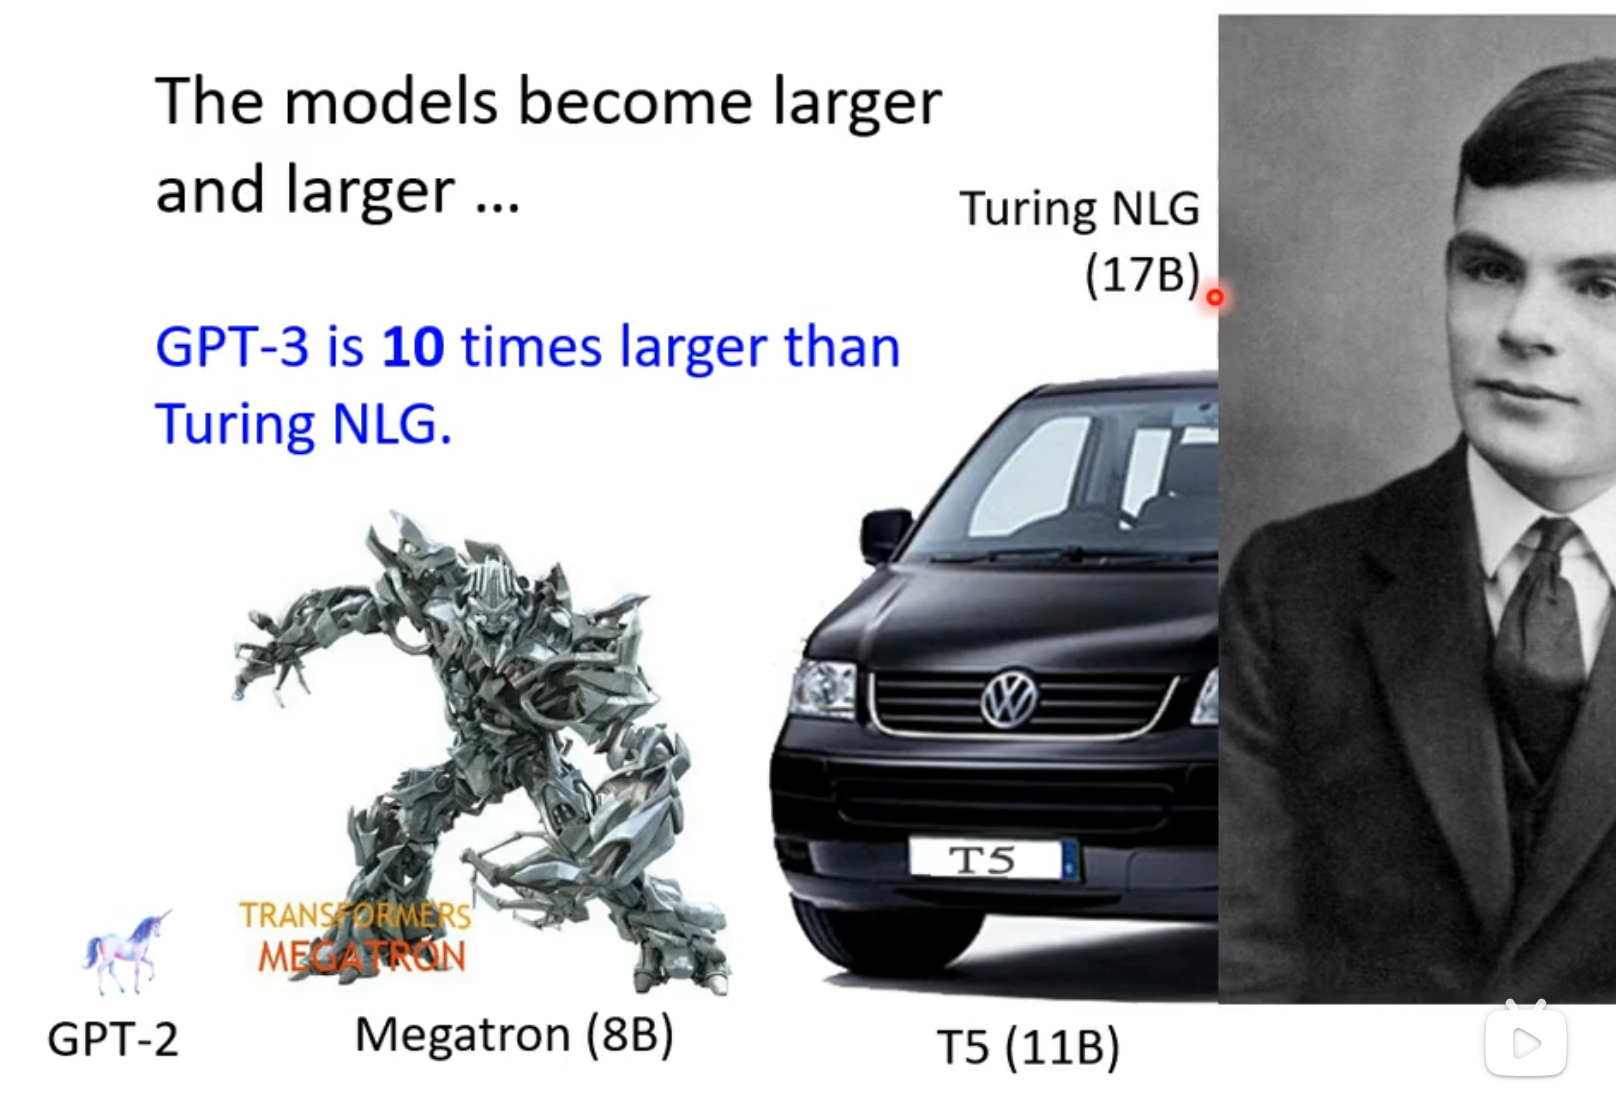 The models become larger
and larger ...
Turing NLG
(17B)
GPT-3 is 10 times larger than
Turing NLG.
T5
TRANSFORMERS
MEGATRON
GPT-2
Megatron (8B)
T5 (11B)